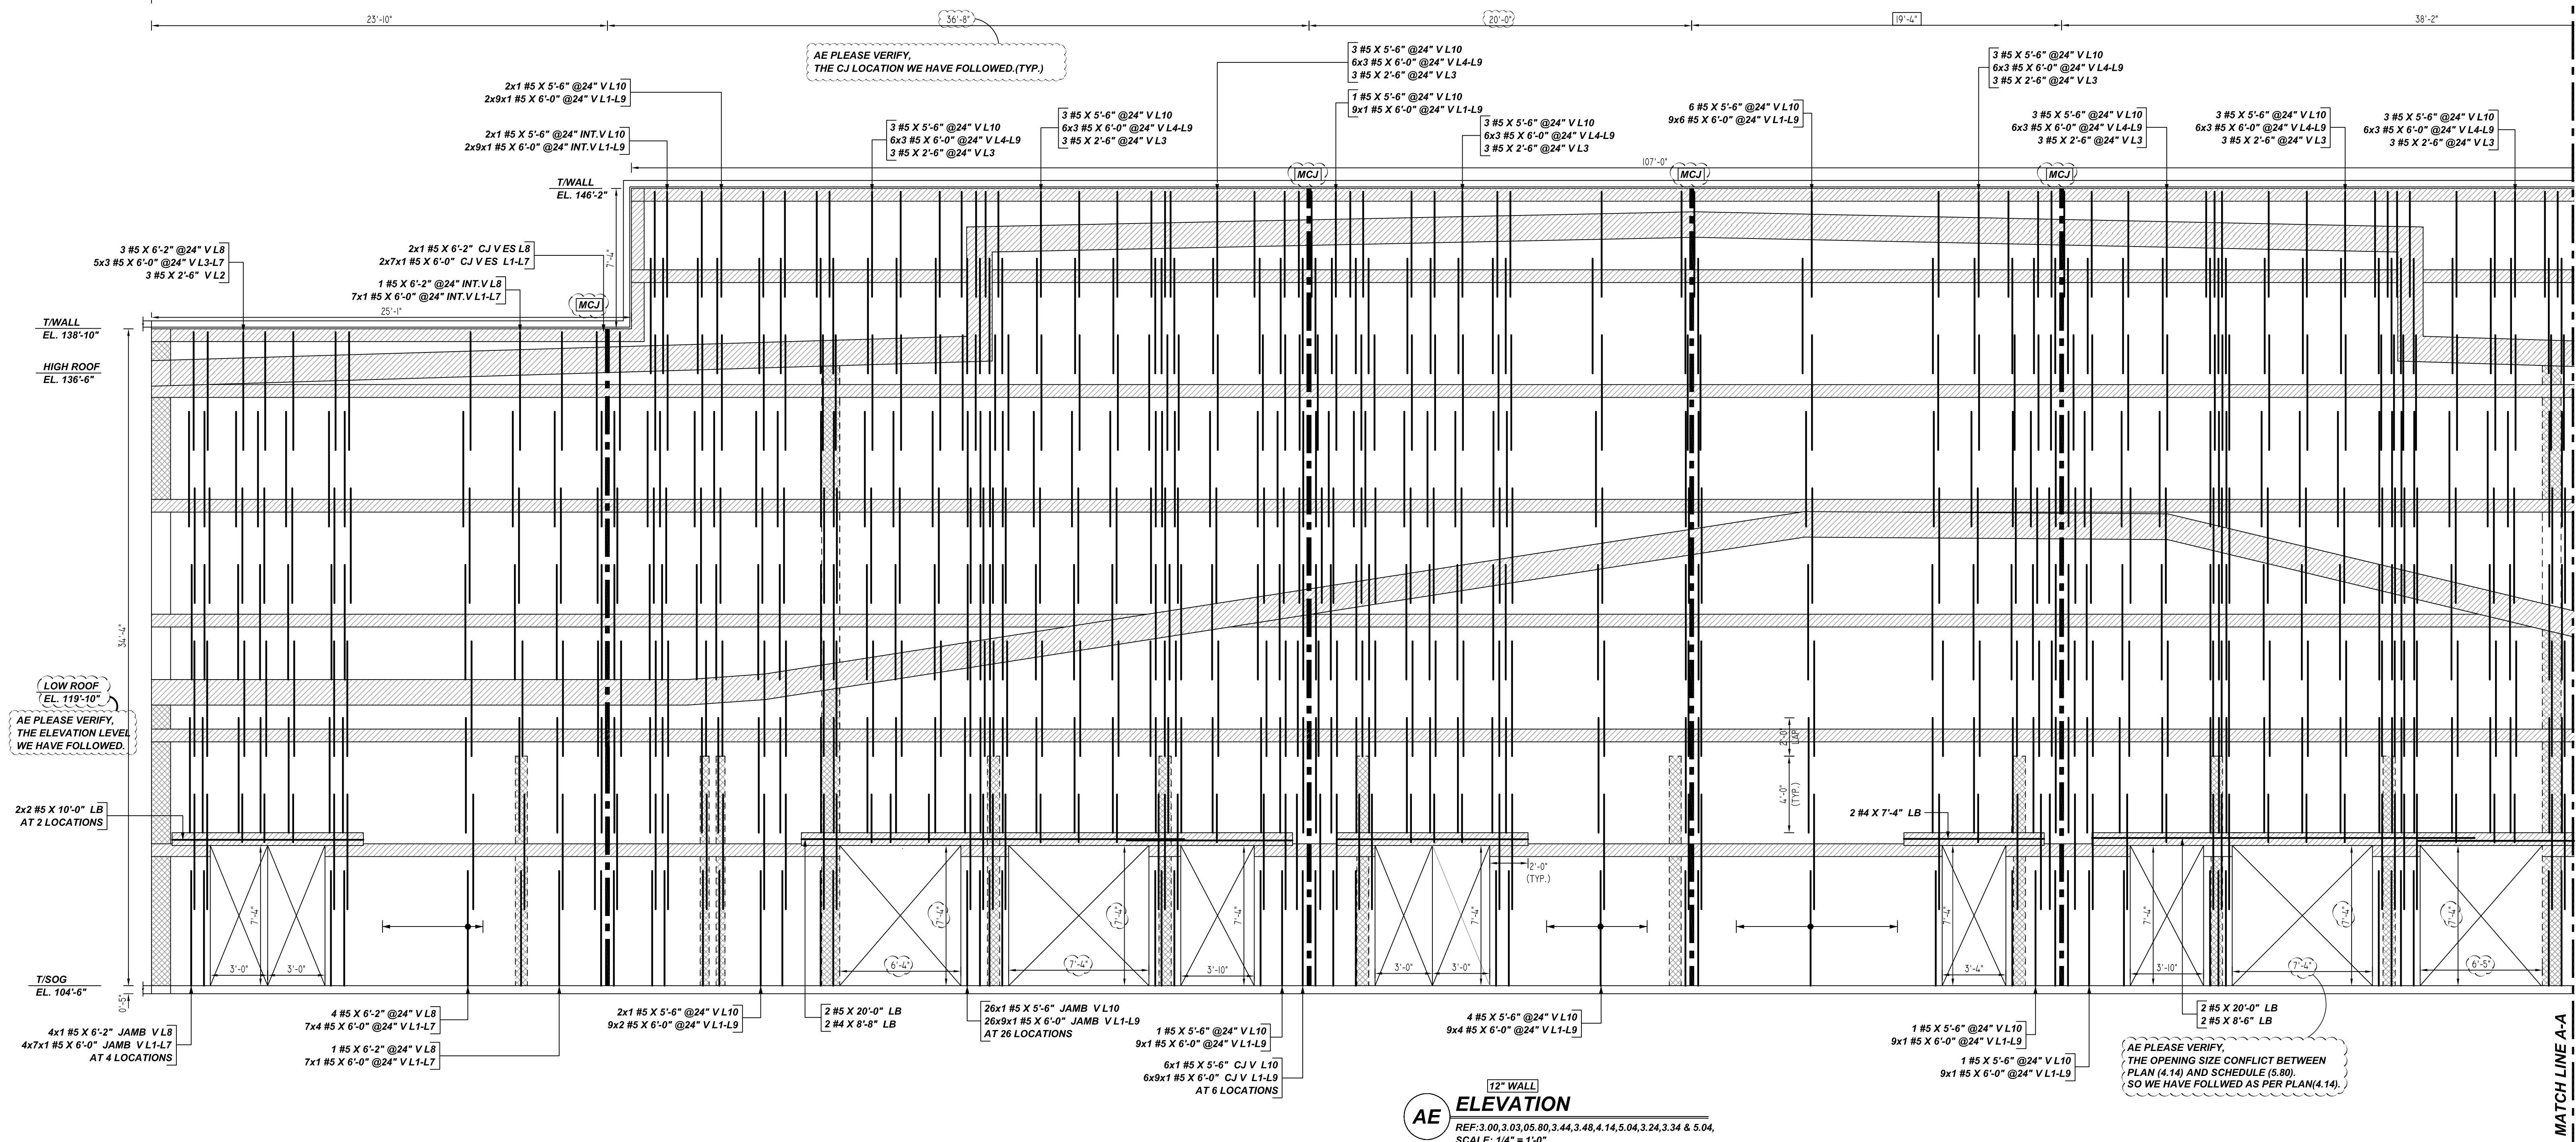 23'-10"
36'-8"
20'-0"
19'-4"
38'-2"
AE PLEASE VERIFY,
THE CJ LOCATION WE HAVE FOLLOWED.(TYP.)
2x1 #5 X 5'-6" @24" V L10
2x9x1 #5 X 6'-0" @24" V L1-L9
2x1 #5 X 5'-6" @24" INT.V L10
2x9x1 #5 X 6'-0" @24" INT.V L1-L9
3 #5 X 5'-6" @24" V L10
6x3 #5 X 6'-0" @24" V L4-L9
3 #5 X 2'-6" @24" V L3
3 #5 X 5'-6" @24" V L10
6x3 #5 X 6'-0" @24" V L4-L9
3 #5 X 2'-6" @24" V L3
3 #5 X 5'-6" @24" V L10
6x3 #5 X 6'-0" @24" V L4-L9
3 #5 X 2'-6" @24" V L3
1 #5 X 5'-6" @24" V L10
9x1 #5 X 6'-0" @24" V L1-L9
3 #5 X 5'-6" @24" V L10
6x3 #5 X 6'-0" @24" V L4-L9
3 #5 X 2'-6" @24" V L3
6 #5 X 5'-6" @24" V L10
9x6 #5 X 6'-0" @24" V L1-L9
3 #5 X 5'-6" @24" V L10
6x3 #5 X 6'-0" @24" V L4-L9
3 #5 X 2'-6" @24" V L3
3 #5 X 5'-6" @24" V L10
6x3 #5 X 6'-0" @24" V L4-L9
3 #5 X 2'-6" @24" V L3
3 #5 X 5'-6" @24" V L10
6x3 #5 X 6'-0" @24" V L4-L9
3 #5 X 2'-6" @24" V L3
3 #5 X 5'-6" @24" V L10
6x3 #5 X 6'-0" @24" V L4-L9
3 #5 X 2'-6" @24" V L3
107'-0"
MCJ
MCJ
MCJ
T/WALL
EL. 146'-2"
7'-4"
3 #5 X 6'-2" @24" V L8
5x3 #5 X 6'-0" @24" V L3-L7
3 #5 X 2'-6" V L2
2x1 #5 X 6'-2" CJ V ES L8
2x7x1 #5 X 6'-0" CJ V ES L1-L7
1 #5 X 6'-2" @24" INT.V L8
7x1 #5 X 6'-0" @24" INT.V L1-L7
MCJ
25'-1"
T/WALL
EL. 138'-10"
HIGH ROOF
EL. 136'-6"
34'-4"
LOW ROOF
EL. 119'-10"
AE PLEASE VERIFY,
THE ELEVATION LEVEL
WE HAVE FOLLOWED.
2'-0"
LAP
4'-0"
(TYP.)
2x2 #5 X 10'-0" LB
AT 2 LOCATIONS
2 #4 X 7'-4" LB
2'-0"
(TYP.)
7'-4"
7'-4"
7'-4"
7'-4"
7'-4"
7'-4"
7'-4"
7'-4"
7'-4"
3'-0"
3'-0"
6'-4"
7'-4"
3'-10"
3'-0"
3'-0"
3'-4"
3'-10"
7'-4"
6'-5"
T/SOG
EL. 104'-6"
0'-5"
4x1 #5 X 6'-2" JAMB V L8
4x7x1 #5 X 6'-0" JAMB V L1-L7
AT 4 LOCATIONS
4 #5 X 6'-2" @24" V L8
7x4 #5 X 6'-0" @24" V L1-L7
1 #5 X 6'-2" @24" V L8
7x1 #5 X 6'-0" @24" V L1-L7
2x1 #5 X 5'-6" @24" V L10
9x2 #5 X 6'-0" @24" V L1-L9
2 #5 X 20'-0" LB
2 #4 X 8'-8" LB
26x1 #5 X 5'-6" JAMB V L10
26x9x1 #5 X 6'-0" JAMB V L1-L9
AT 26 LOCATIONS
1 #5 X 5'-6" @24" V L10
9x1 #5 X 6'-0" @24" V L1-L9
6x1 #5 X 5'-6" CJ V L10
6x9x1 #5 X 6'-0" CJ V L1-L9
AT 6 LOCATIONS
4 #5 X 5'-6" @24" V L10
9x4 #5 X 6'-0" @24" V L1-L9
1 #5 X 5'-6" @24" V L10
9x1 #5 X 6'-0" @24" V L1-L9
1 #5 X 5'-6" @24" V L10
9x1 #5 X 6'-0" @24" V L1-L9
2 #5 X 20'-0" LB
2 #5 X 8'-6" LB
AE PLEASE VERIFY,
THE OPENING SIZE CONFLICT BETWEEN
PLAN (4.14) AND SCHEDULE (5.80).
SO WE HAVE FOLLWED AS PER PLAN(4.14).
12" WALL
AE ELEVATION
REF:3.00,3.03,05.80,3.44,3.48,4.14,5.04,3.24,3.34 & 5.04,
SCALE: 1/4" = 1'-0"
MATCH LINE A-A